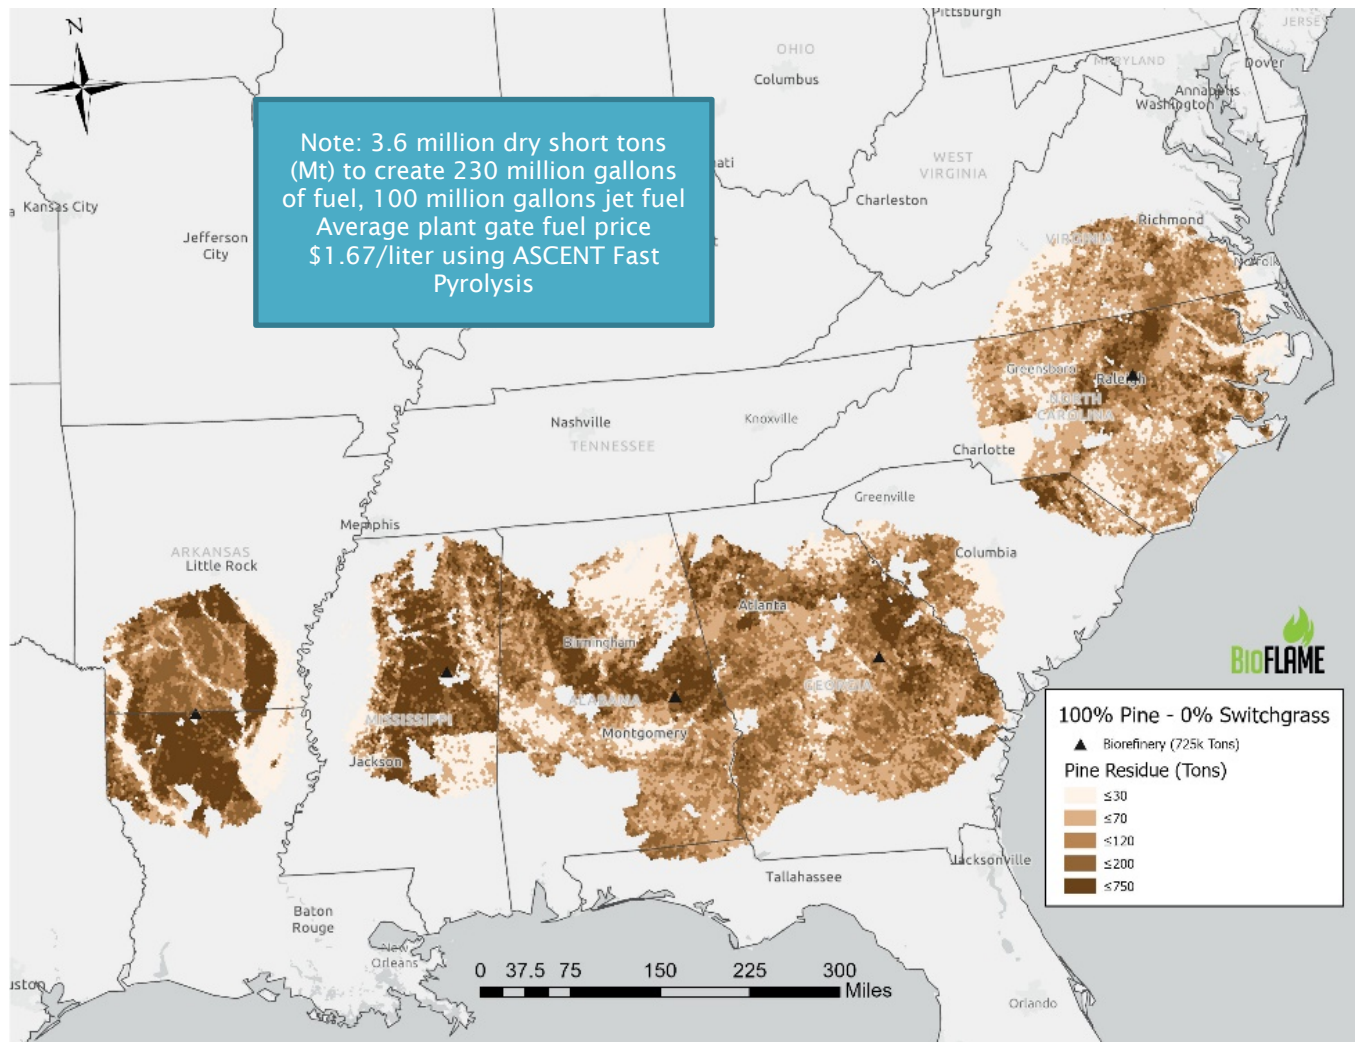 Pittsburgh
NEW
JERSEY
N
OHIO
Columbus
MARYLAND
Dover
Annapolis
Washington
Note: 3.6 million dry short tons
(Mt) to create 230 million gallons
of fuel, 100 million gallons jet fuel
Average plant gate fuel price
$1.67/liter using ASCENT Fast
Pyrolysis
nati
WEST
VIRGINIA
Charleston
Kansas City
Jefferson
City
Richmond
VIRGINIA
Norfolk
Greensboro
Raleigh
NORTH
CAROLINA
Nashville
Knoxville
TENNESSEE
Charlotte
Greenville
Memphis
ARKANSAS
Little Rock
Columbia
Atlanta
Birmingham
GEORGIA
ALABAMA
MISSISSIPPI
Montgomery
Jackson
BIOFLAME
100% Pine - 0% Switchgrass
Biorefinery (725k Tons)
Pine Residue (Tons)
≤30
≤70
≤120
≤200
≤750
Jacksonville
Tallahassee
Baton
Rouge
New
Orleans
uston
0 37.5 75 150 225 300
Miles
Orlando